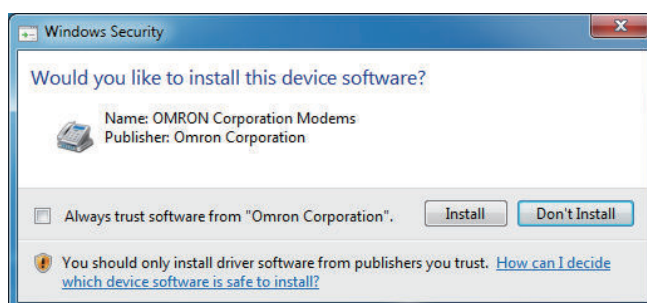 Windows Security
Would you like to install this device software?
Name: OMRON Corporation Modems
Publisher: Omron Corporation
Always trust software from "Omron Corporation".
Install
Don't Install
You should only install driver software from publishers you trust. How can I decide
which device software is safe to install?